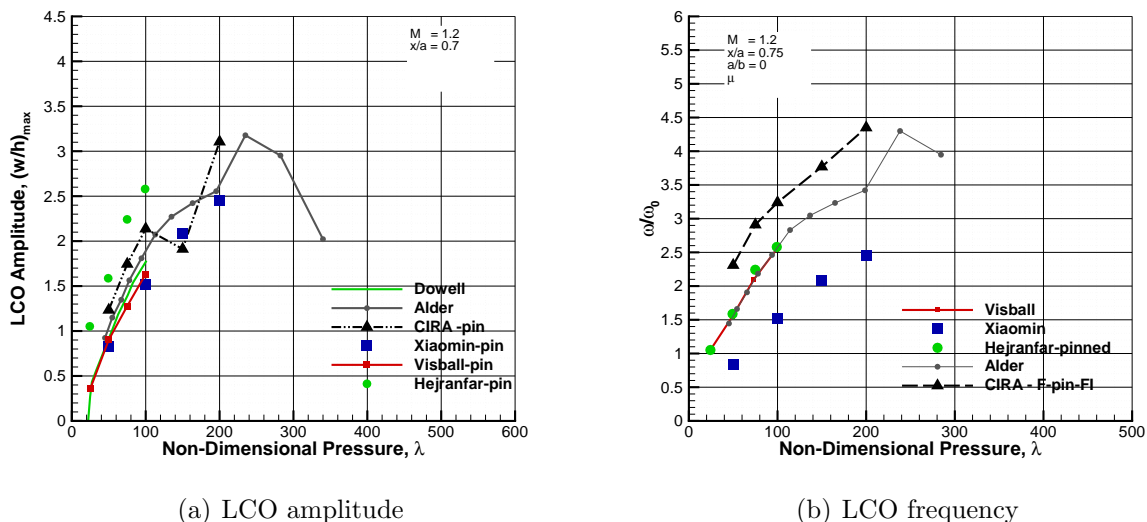 LCO Amplitude, (w/h)max
4.5
4
3.5
3
2.5
2
1.5
1
0.5
0
M = 1.2
x/a = 0.7
Dowell
Alder
CIRA -pin
Xiaomin-pin
Visball-pin
Hejranfar-pin
0 100 200 300 400 500 600
Non-Dimensional Pressure, λ
(a) LCO amplitude
ω/ω0
6
5.5
5
4.5
4
3.5
3
2.5
2
1.5
1
0.5
0
M = 1.2
x/a = 0.75
a/b = 0
μ
Visball
Xiaomin
Hejranfar-pinned
Alder
CIRA - F-pin-FI
0 100 200 300 400 500
Non-Dimensional Pressure, λ
(b) LCO frequency